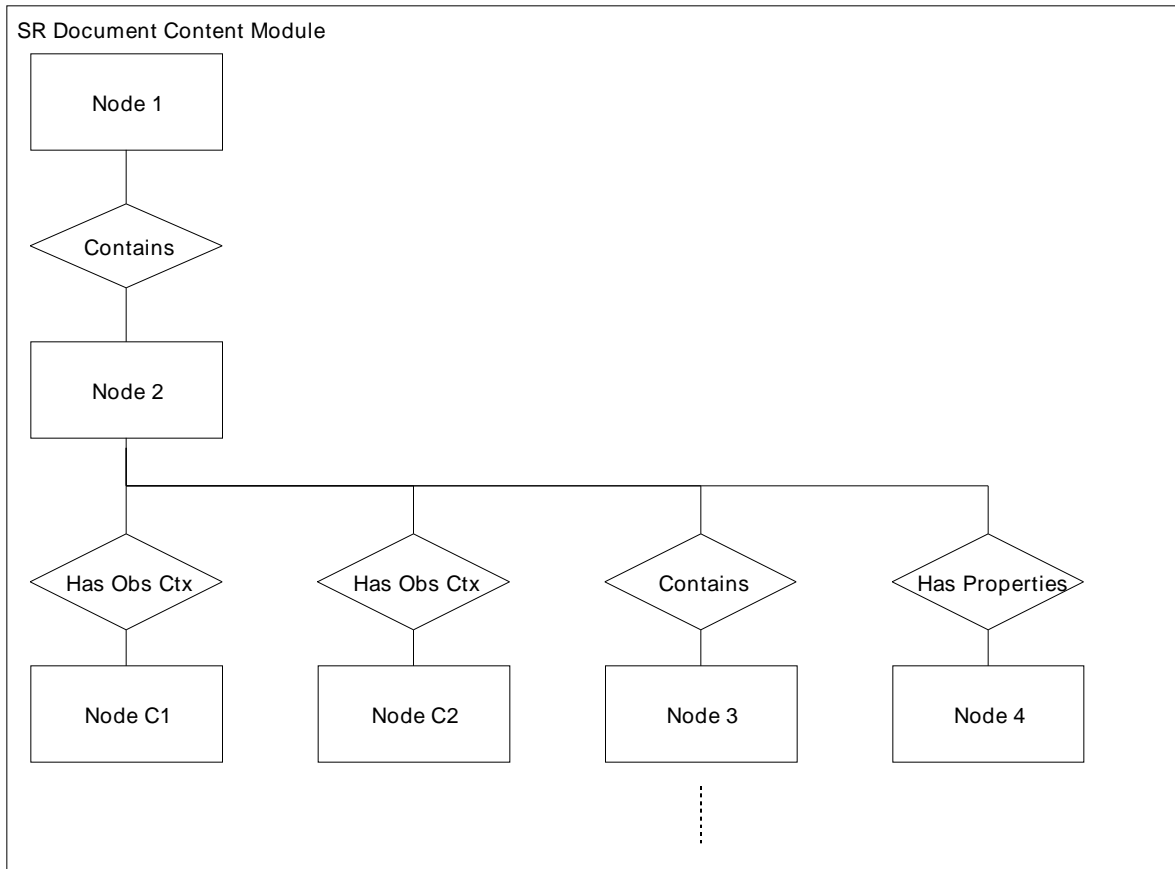 SR Document Content Module
Node 1
Contains
Node 2
Has Obs Ctx
Has Obs Ctx
Contains
Has Properties
Node C1
Node C2
Node 3
Node 4